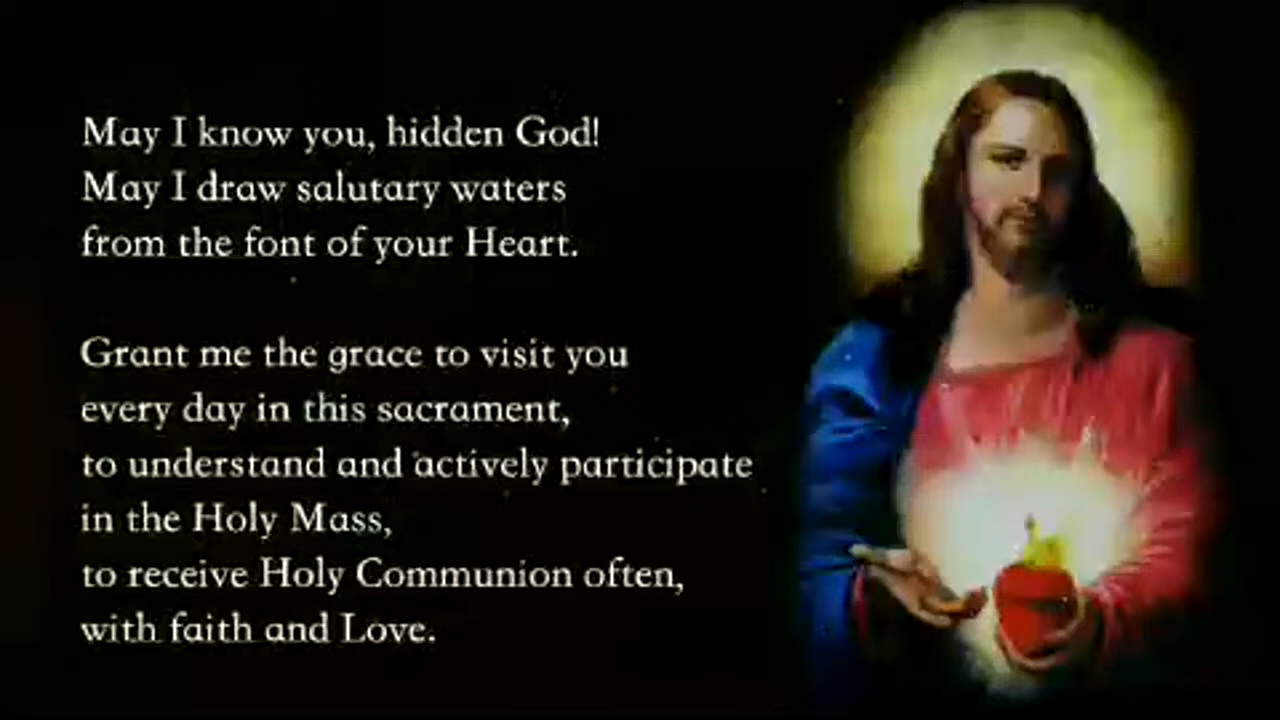 May I know you, hidden God!
May I draw salutary waters
from the font of your Heart.
Grant me the grace to visit you
every day in this sacrament,
to understand and actively participate
in the Holy Mass,
to receive Holy Communion often,
with faith and Love.